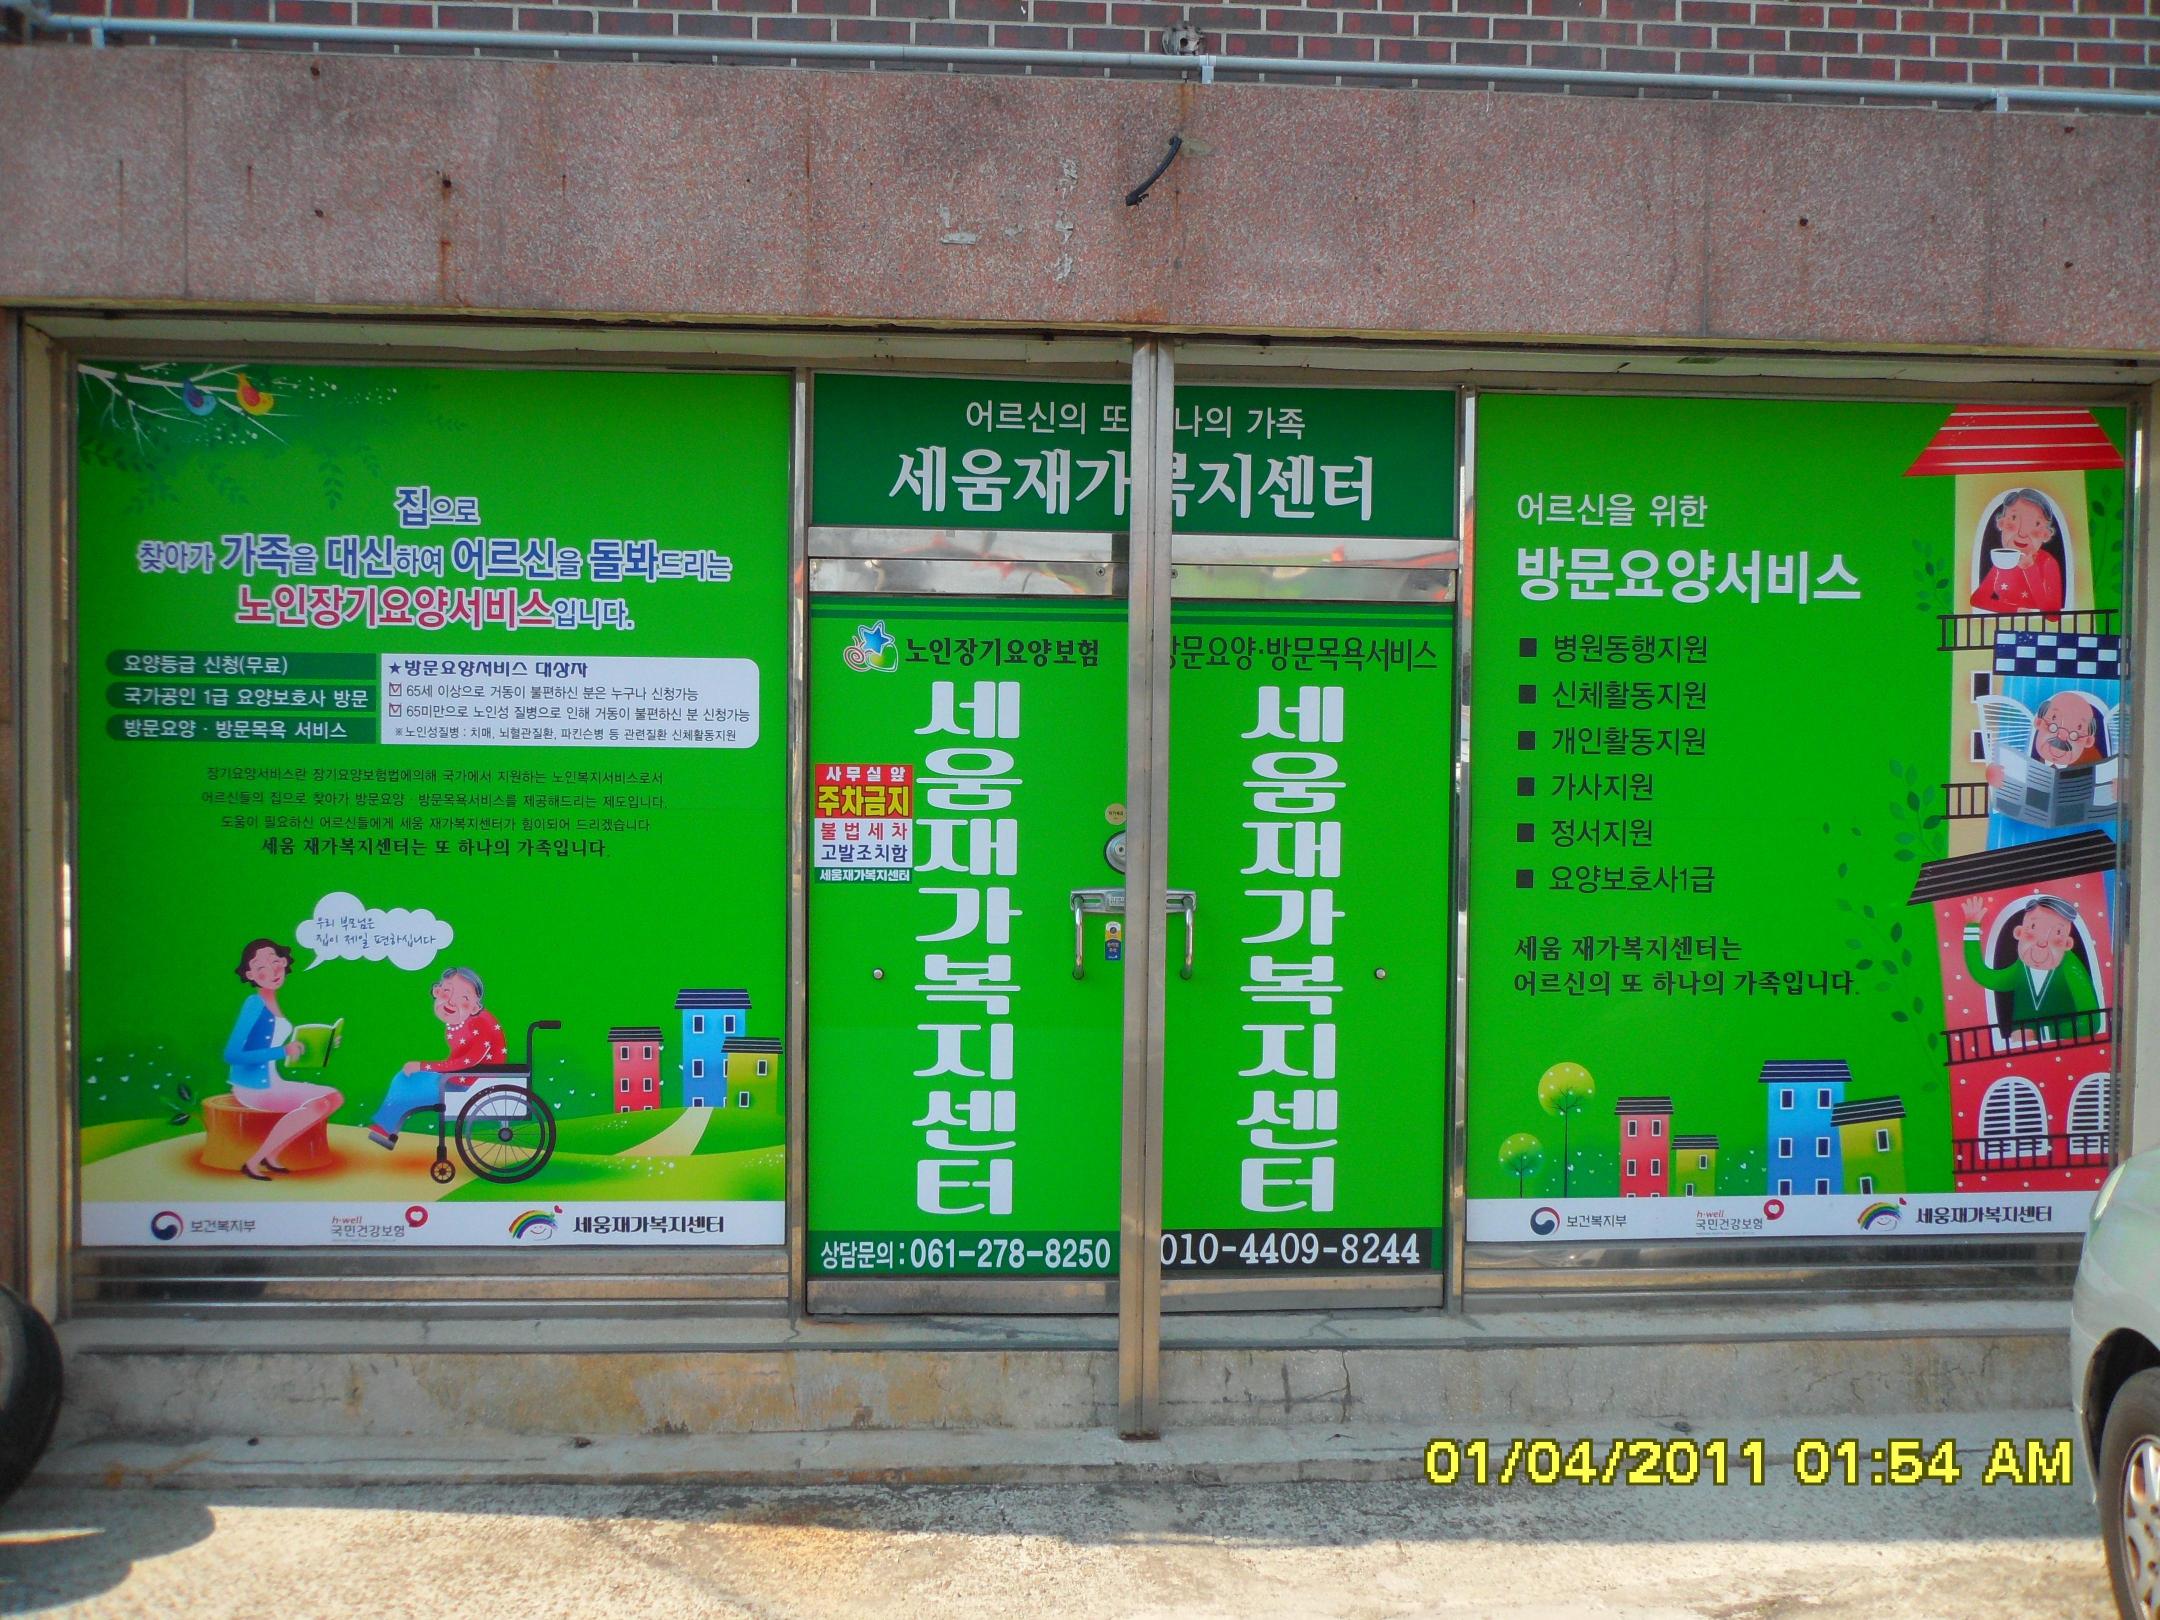 집으로
찾아가 가족을 대신하여 어르신을 돌봐드리는
노인장기요양서비스입니다.
요양등급 신청(무료)
국가공인 1급 요양보호사 방문
방문요양 · 방문목욕 서비스
★방문요양서비스 대상자
65세 이상으로 거동이 불편하신 분은 누구나 신청가능
65미만으로 노인성 질병으로 인해 거동이 불편하신 분 신청가능
※노인성질병 : 치매, 뇌혈관질환, 파킨슨병 등 관련질환 신체활동지원
장기요양서비스란 장기요양보험법에의해 국가에서 지원하는 노인복지서비스로서
어르신들의 집으로 찾아가 방문요양 · 방문목욕서비스를 제공해드리는 제도입니다.
도움이 필요하신 어르신들에게 세움 재가복지센터가 힘이되어 드리겠습니다
세움 재가복지센터는 또 하나의 가족입니다.
우리 부모님은
집이 제일 편하십니다
보건복지부
h·well
국민건강보험
세움재가복지센터
어르신의 또 나의 가족
세움재가복지센터
노인장기요양보험
방문요양·방문목욕서비스
세움재가복지센터
세움재가복지센터
사무실 앞
주차금지
불법세차
고발조치함
세움재가복지센터
상담문의 : 061-278-8250
010-4409-8244
어르신을 위한
방문요양서비스
■ 병원동행지원
■ 신체활동지원
■ 개인활동지원
■ 가사지원
■ 정서지원
■ 요양보호사1급
세움 재가복지센터는
어르신의 또 하나의 가족입니다.
보건복지부
h·well
국민건강보험
세움재가복지센터
01/04/2011 01:54 AM